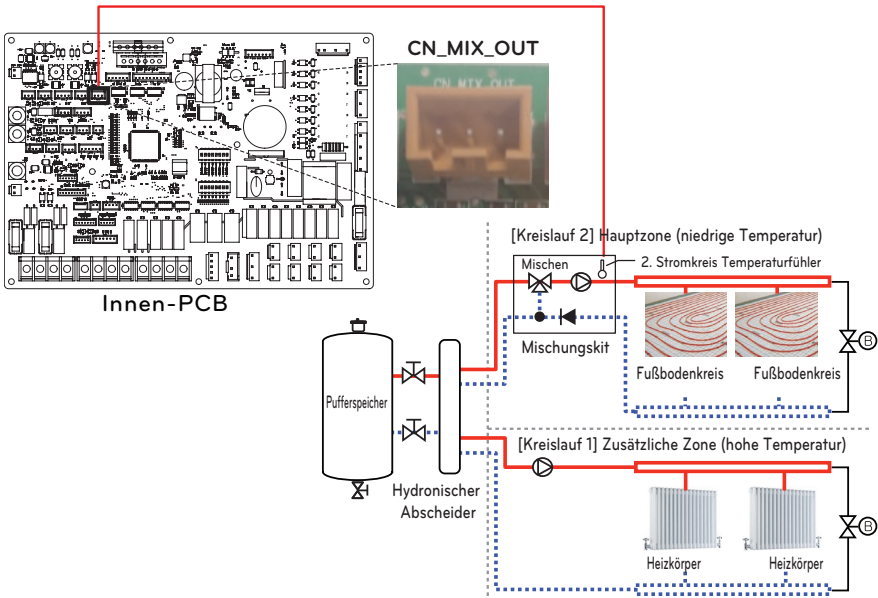 CN_MIX_OUT
CN_MIX_OUT
Innen-PCB
[Kreislauf 2] Hauptzone (niedrige Temperatur)
Mischen
2. Stromkreis Temperaturfühler
Mischungskit
Fußbodenkreis
Fußbodenkreis
B
Pufferspeicher
Hydronischer
Abscheider
[Kreislauf 1] Zusätzliche Zone (hohe Temperatur)
Heizkörper
Heizkörper
B